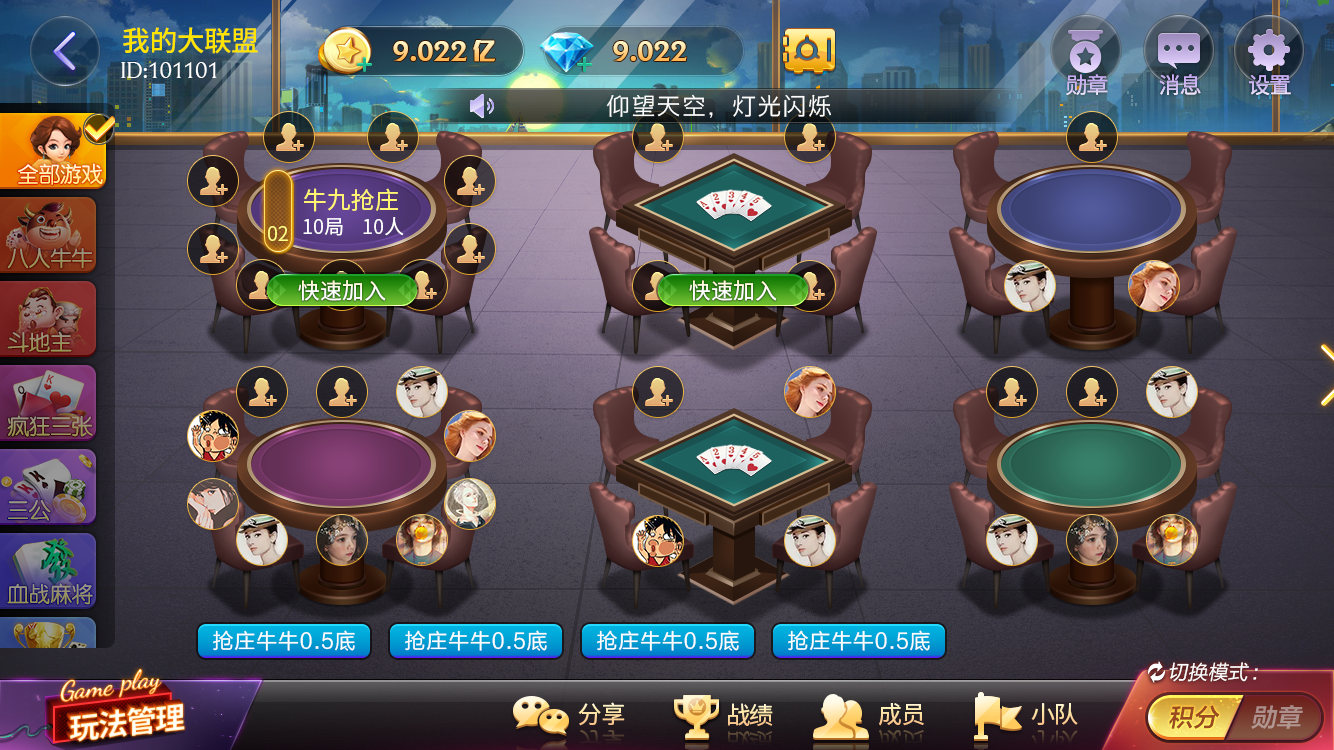 我的大联盟
ID:101101
9.022亿
9.022
勋章
消息
设置
仰望天空，灯光闪烁
全部游戏
八人牛牛
斗地主
疯狂三张
三公
血战麻将
02
牛九抢庄
10局 10人
快速加入
快速加入
抢庄牛牛0.5底
抢庄牛牛0.5底
抢庄牛牛0.5底
抢庄牛牛0.5底
Game play
玩法管理
分享
战绩
成员
小队
切换模式：
积分
勋章